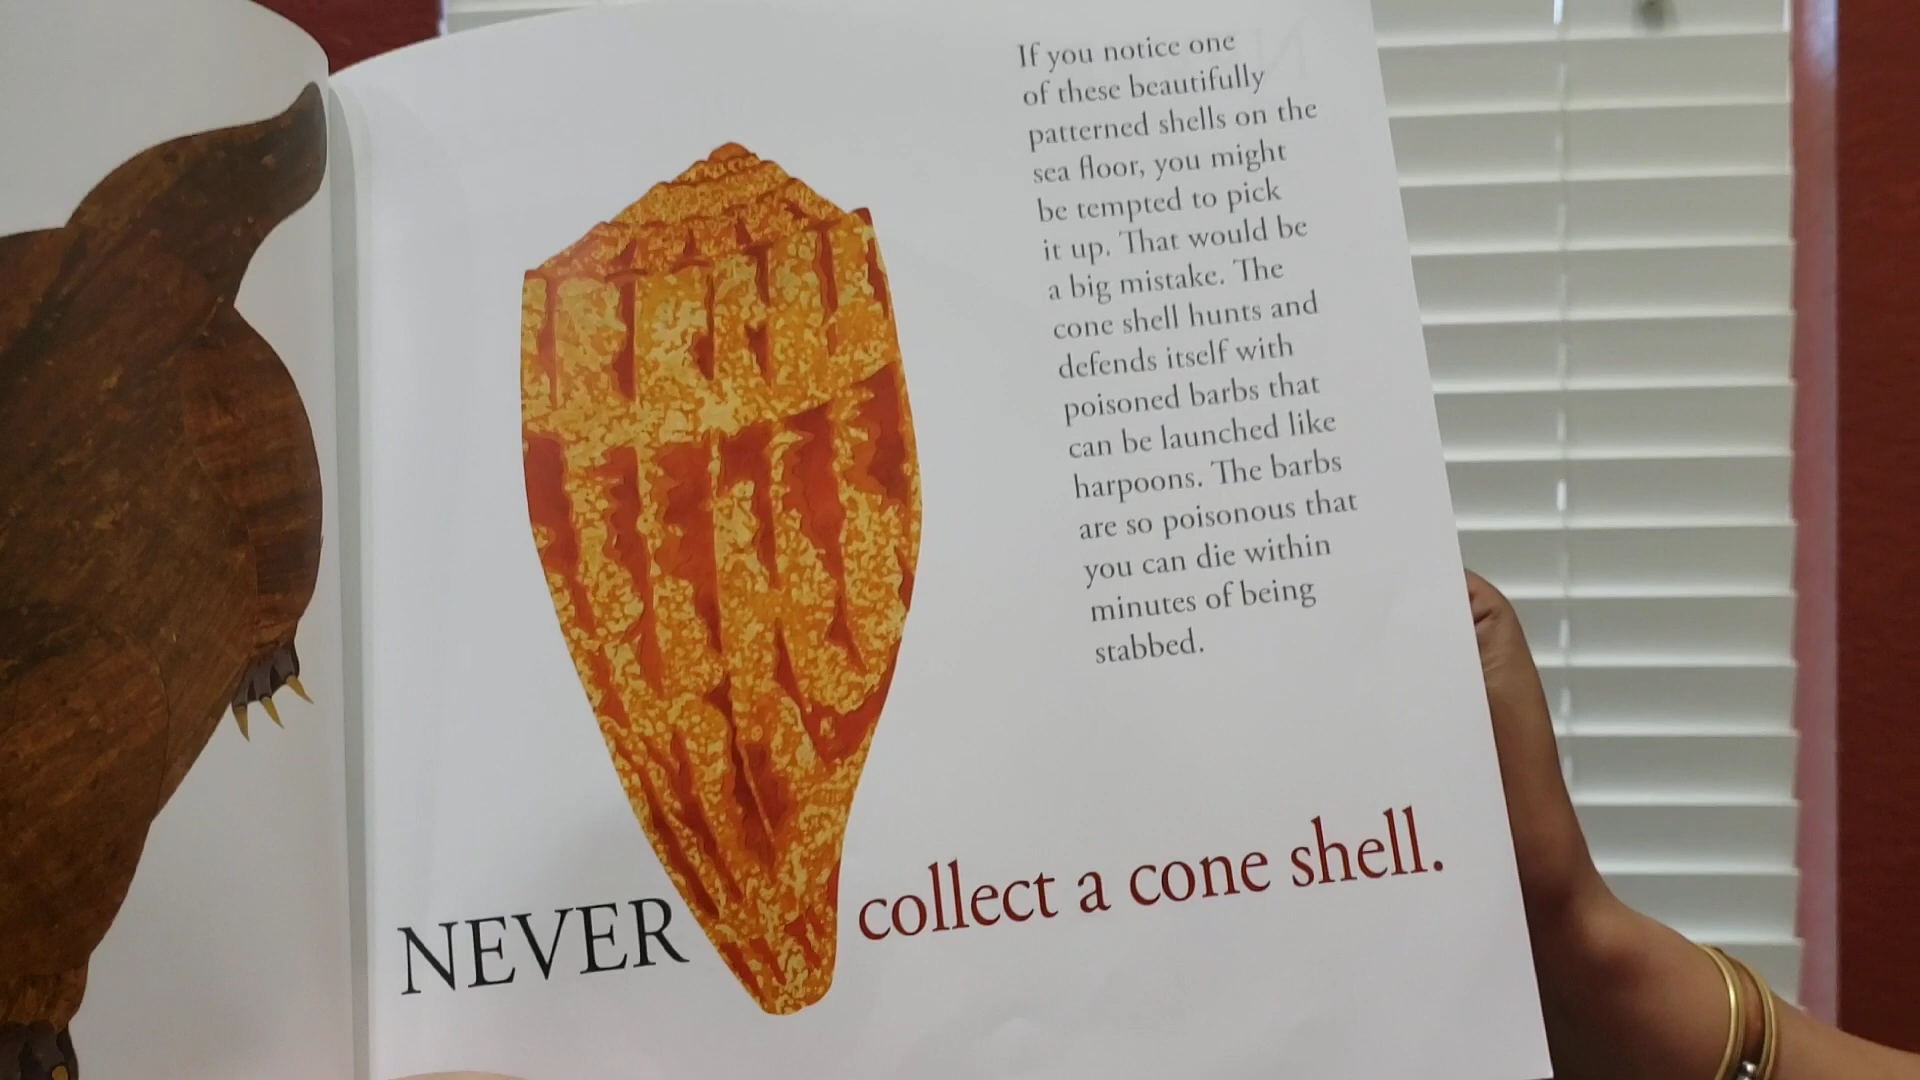 If you notice one
of these beautifully
patterned shells on the
sea floor, you might
be tempted to pick
it up. That would be
a big mistake. The
cone shell hunts and
defends itself with
poisoned barbs that
can be launched like
harpoons. The barbs
are so poisonous that
you can die within
minutes of being
stabbed.
NEVER collect a cone shell.